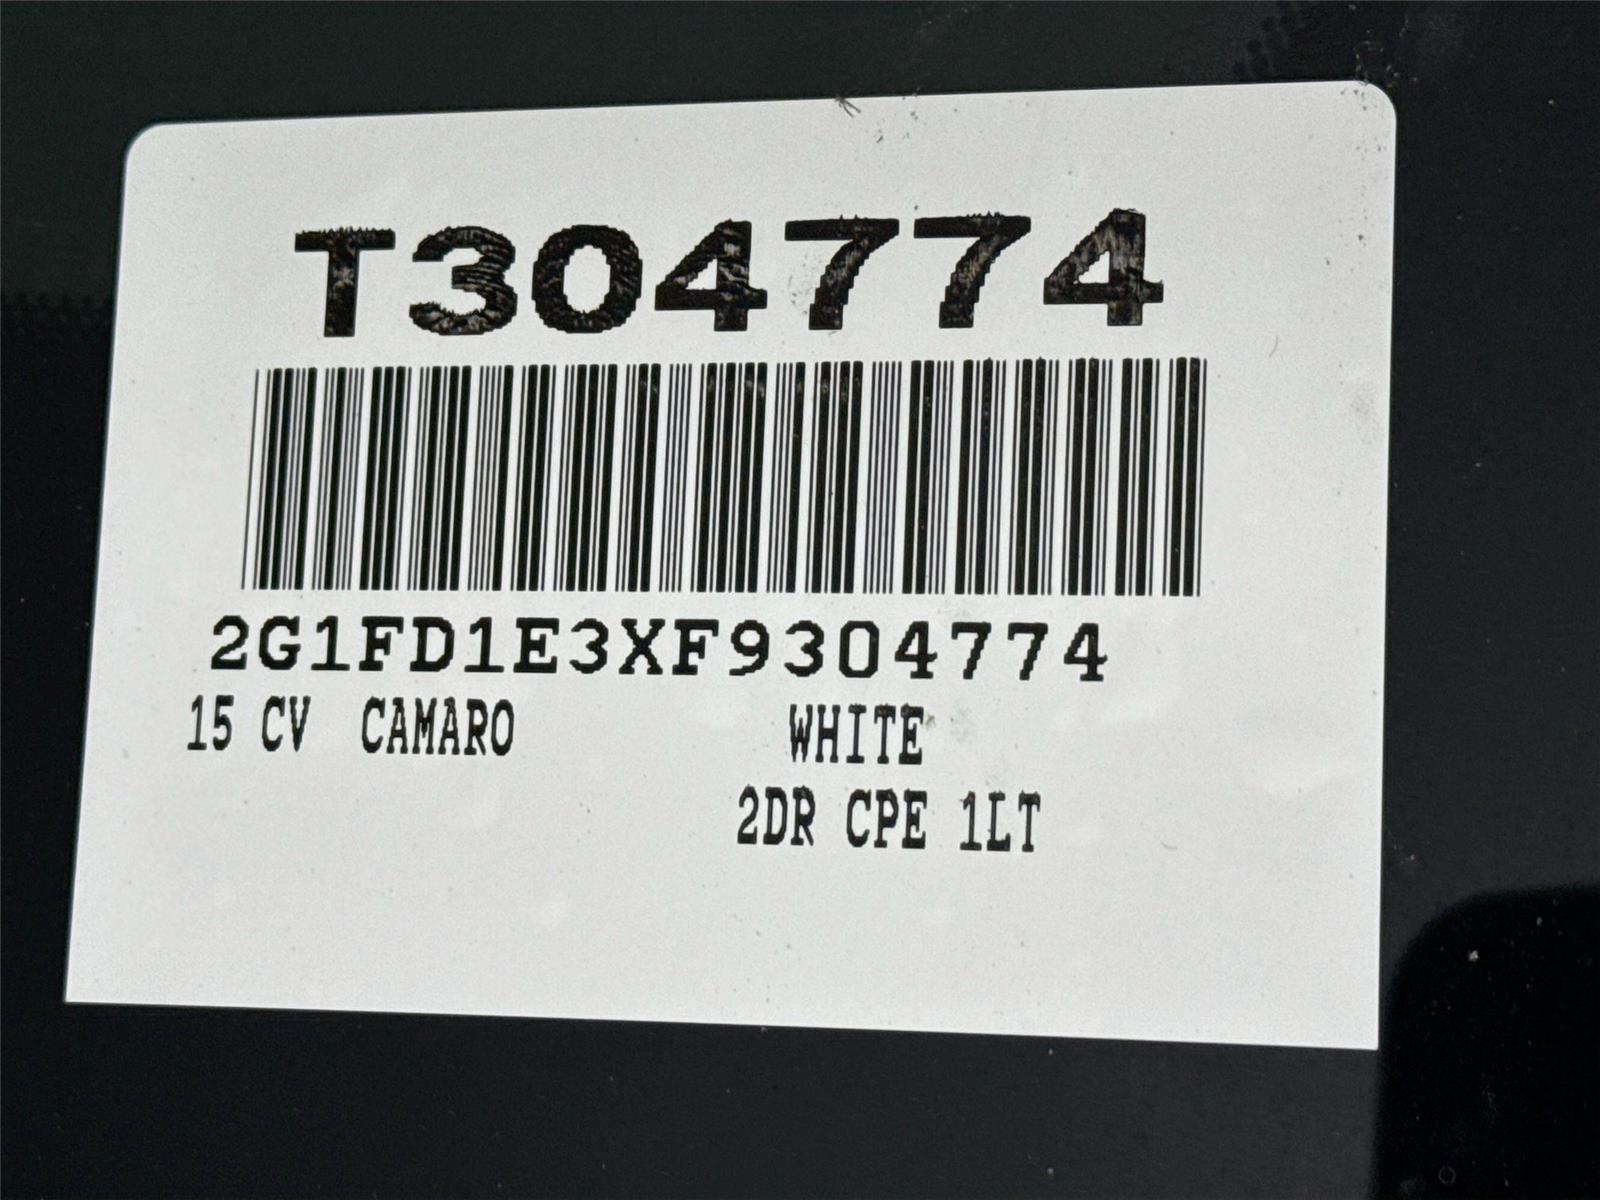 T304774
2G1FD1E3XF9304774
15 CV CAMARO WHITE
2DR CPE 1LT